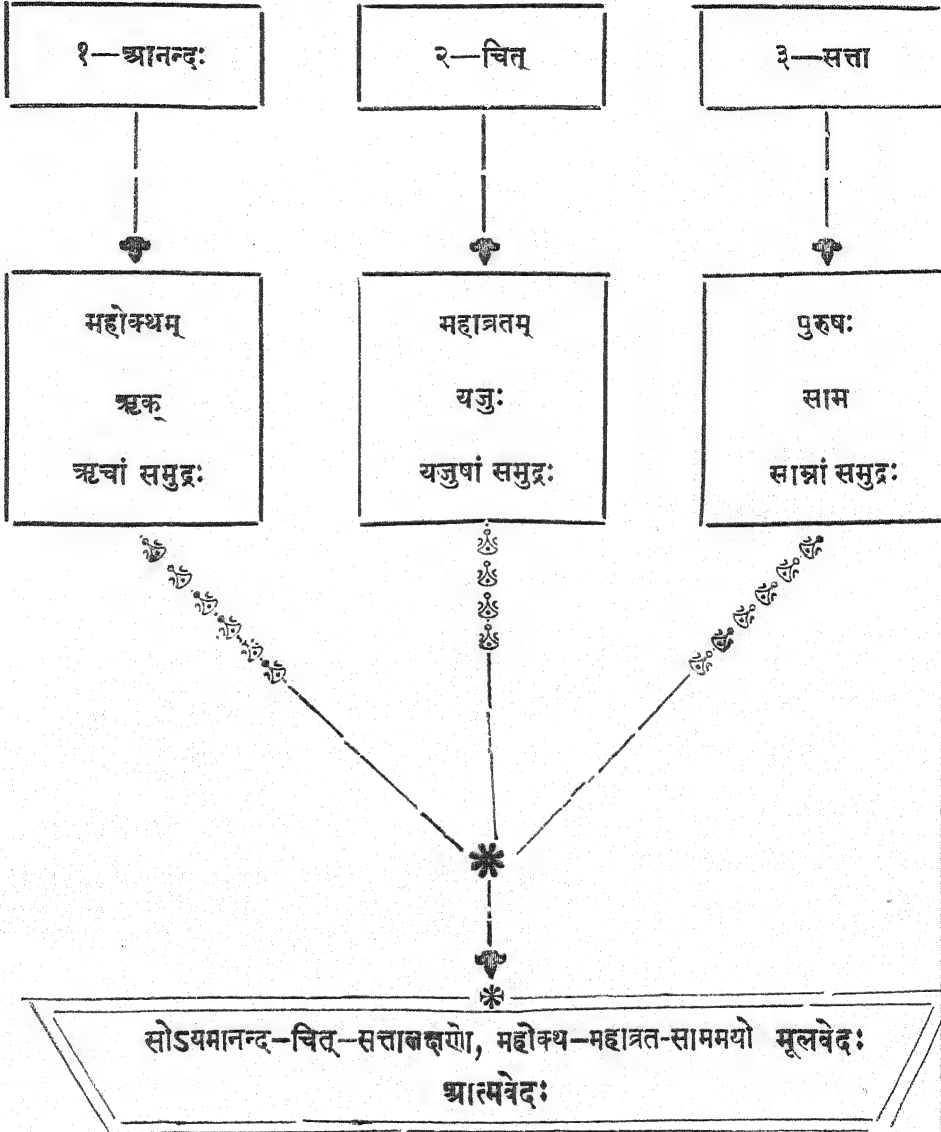 १—आनन्दः
२—चित्
३—सत्ता
महोक्थम्
ऋक्
ऋचां समुद्रः
महाव्रतम्
यजुः
यजुषां समुद्रः
पुरुषः
साम
साम्नां समुद्रः
सोऽयमानन्द-चित्-सत्तालक्षणो, महोक्थ-महाव्रत-साममयो मूलवेदः
आत्मवेदः